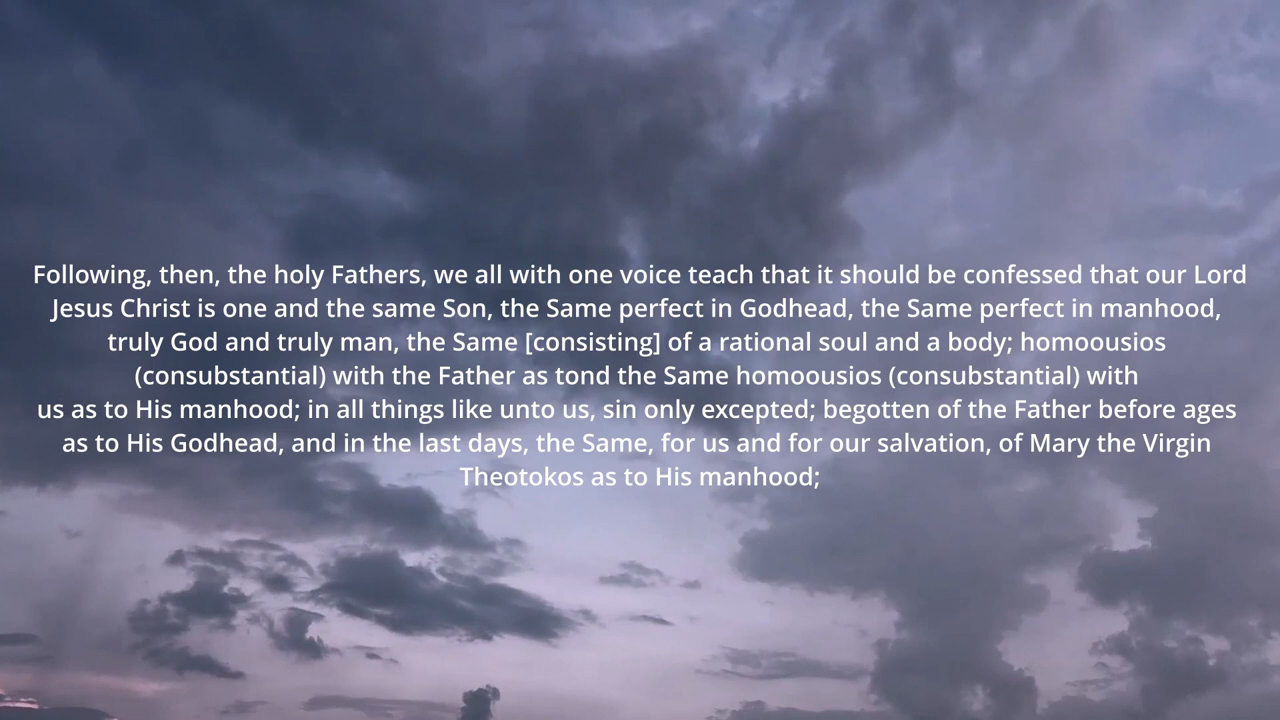 Following, then, the holy Fathers, we all with one voice teach that it should be confessed that our Lord
Jesus Christ is one and the same Son, the Same perfect in Godhead, the Same perfect in manhood,
truly God and truly man, the Same [consisting] of a rational soul and a body; homoousios
(consubstantial) with the Father as tond the Same homoousios (consubstantial) with
us as to His manhood; in all things like unto us, sin only excepted; begotten of the Father before ages
as to His Godhead, and in the last days, the Same, for us and for our salvation, of Mary the Virgin
Theotokos as to His manhood;